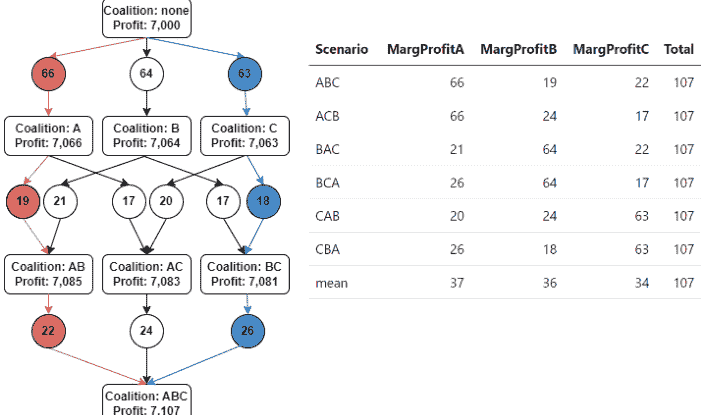 Coalition: none
Profit: 7,000
66
64
63
Coalition: A
Profit: 7,066
Coalition: B
Profit: 7,064
Coalition: C
Profit: 7,063
19
21
17
20
17
18
Coalition: AB
Profit: 7,085
Coalition: AC
Profit: 7,083
Coalition: BC
Profit: 7,081
22
24
26
Coalition: ABC
Profit: 7,107
Scenario MargProfitA MargProfitB MargProfitC Total
ABC 66 19 22 107
ACB 66 24 17 107
BAC 21 64 22 107
BCA 26 64 17 107
CAB 20 24 63 107
CBA 26 18 63 107
mean 37 36 34 107